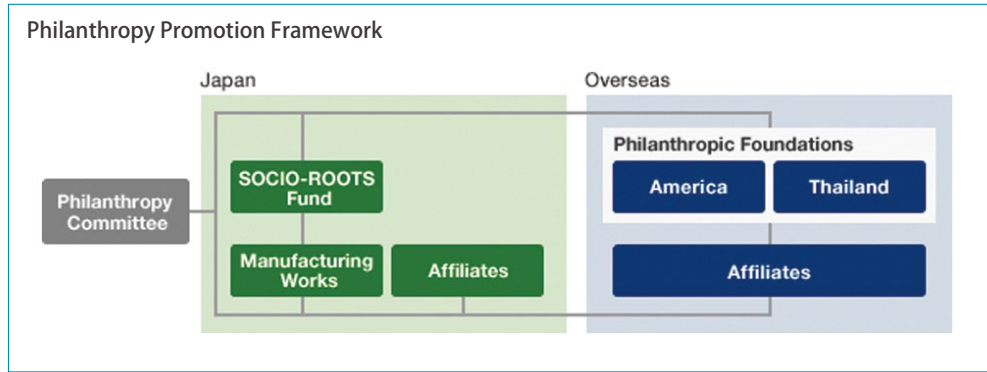 Philanthropy Promotion Framework
Japan
Overseas
Philanthropy
Committee
SOCIO-ROOTS
Fund
Manufacturing
Works
Affiliates
Philanthropic Foundations
America
Thailand
Affiliates